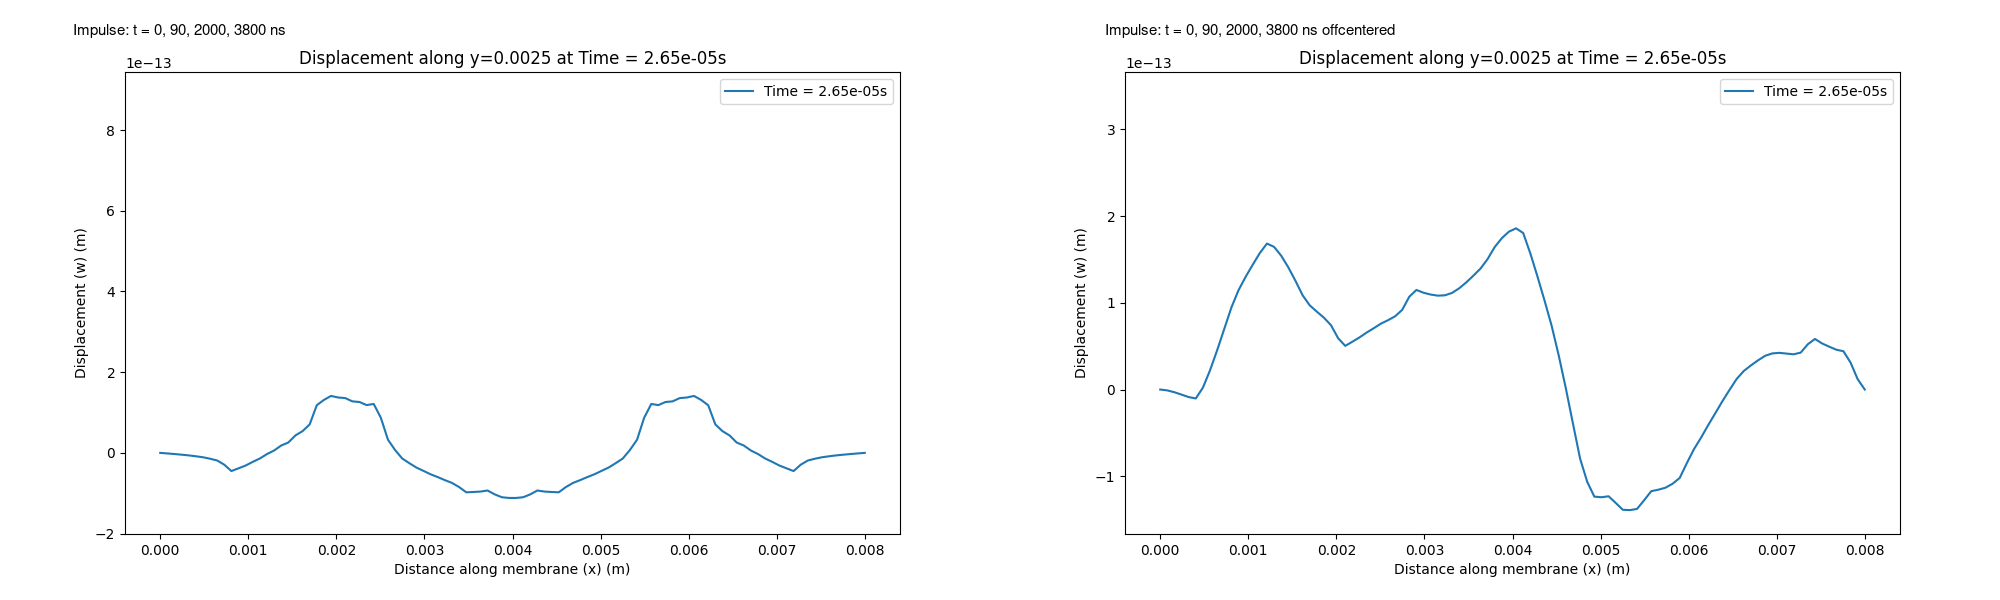 Impulse: t = 0, 90, 2000, 3800 ns
Displacement along y=0.0025 at Time = 2.65e-05s
1e−13
Time = 2.65e-05s
8
6
4
2
0
−2
Displacement (w) (m)
0.000 0.001 0.002 0.003 0.004 0.005 0.006 0.007 0.008
Distance along membrane (x) (m)
Impulse: t = 0, 90, 2000, 3800 ns offcentered
Displacement along y=0.0025 at Time = 2.65e-05s
1e−13
Time = 2.65e-05s
3
2
1
0
−1
Displacement (w) (m)
0.000 0.001 0.002 0.003 0.004 0.005 0.006 0.007 0.008
Distance along membrane (x) (m)